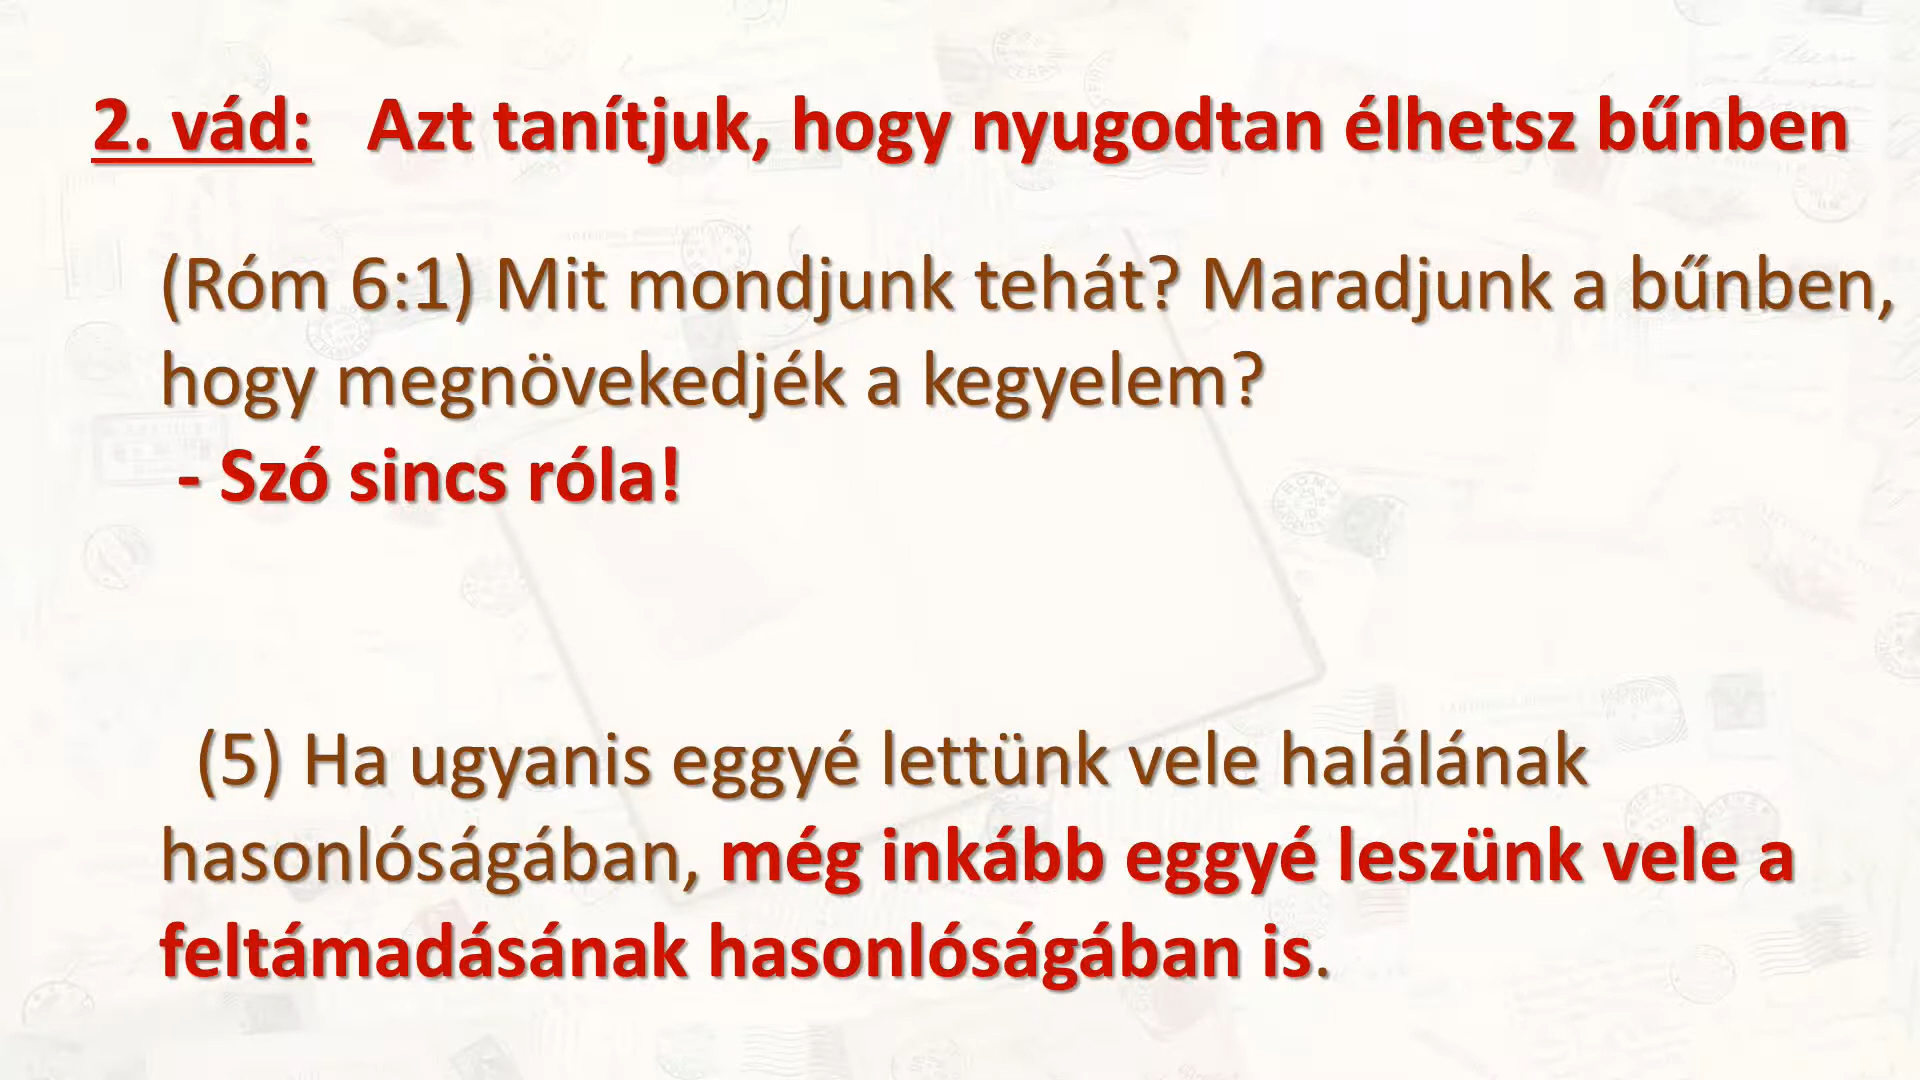 2. vád: Azt tanítjuk, hogy nyugodtan élhetsz bűnben
(Róm 6:1) Mit mondjunk tehát? Maradjunk a bűnben,
hogy megnövekedjék a kegyelem?
- Szó sincs róla!
(5) Ha ugyanis eggyé lettünk vele halálának
hasonlóságában, még inkább eggyé leszünk vele a
feltámadásának hasonlóságában is.